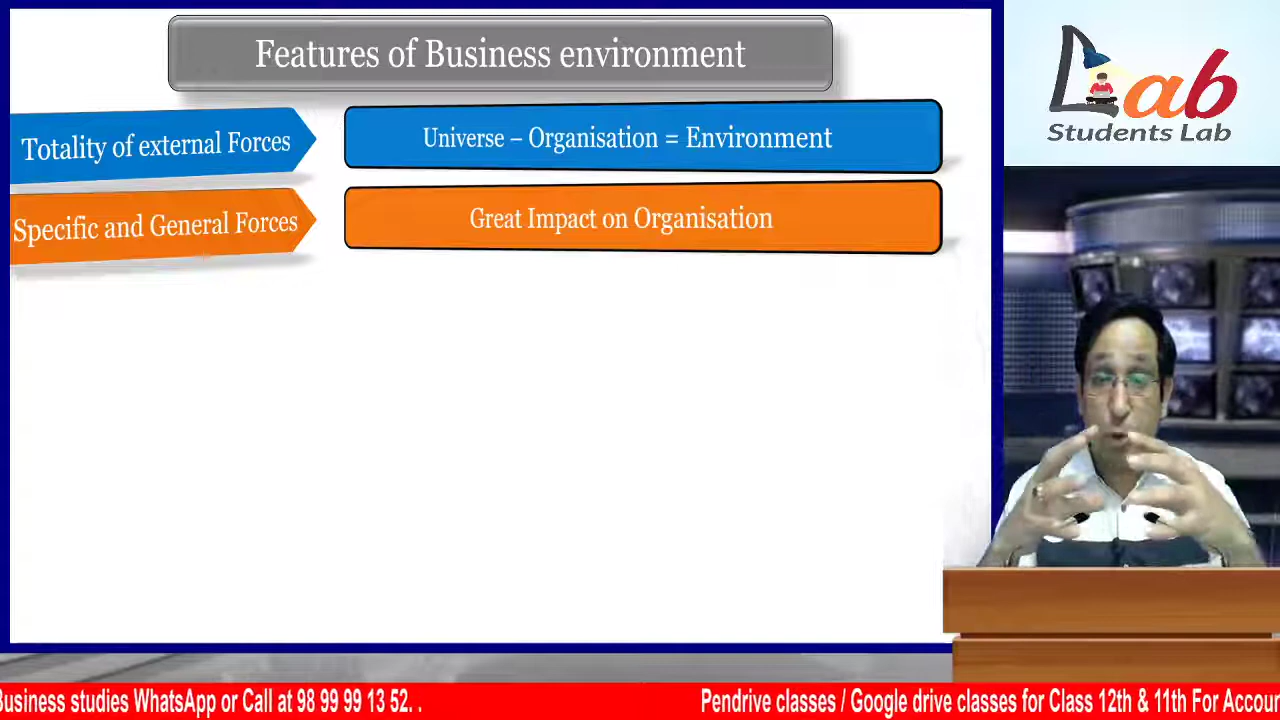 Features of Business environment
Totality of external Forces
Universe – Organisation = Environment
Specific and General Forces
Great Impact on Organisation
Lab
Students Lab
Business studies WhatsApp or Call at 98 99 99 13 52. .
Pendrive classes / Google drive classes for Class 12th & 11th For Accoun